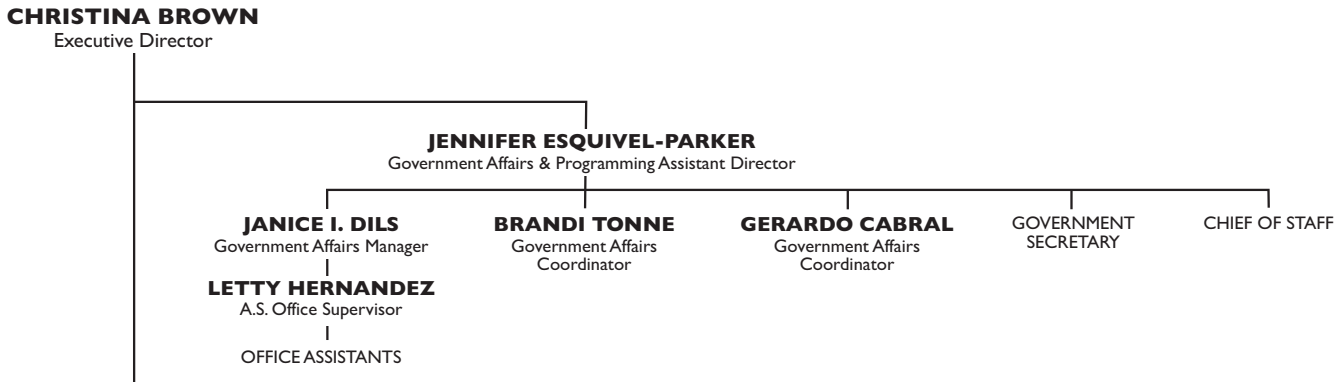 CHRISTINA BROWN
Executive Director
JENNIFER ESQUIVEL-PARKER
Government Affairs & Programming Assistant Director
JANICE I. DILS
Government Affairs Manager
BRANDI TONNE
Government Affairs
Coordinator
GERARDO CABRAL
Government Affairs
Coordinator
GOVERNMENT
SECRETARY
CHIEF OF STAFF
LETTY HERNANDEZ
A.S. Office Supervisor
OFFICE ASSISTANTS